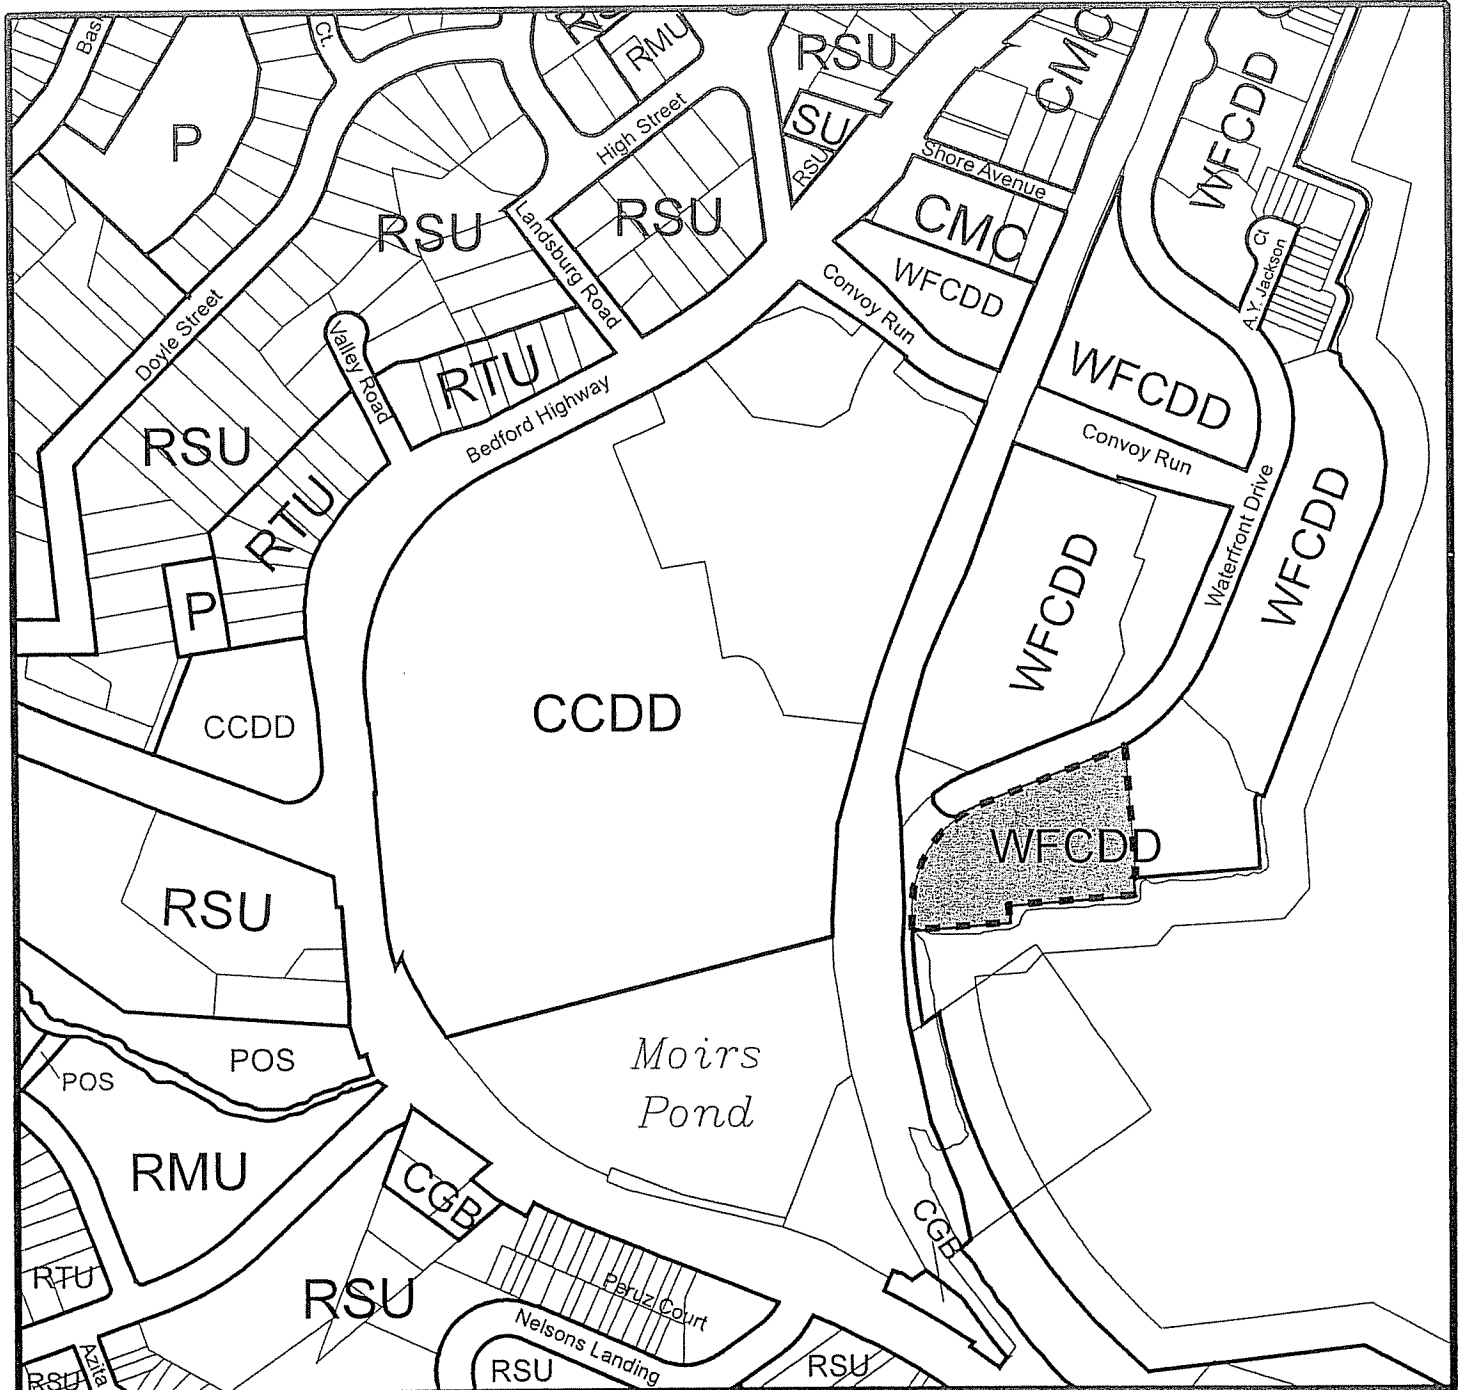 Bas
Ct.
RS
RMU
RSU
CMC
WFCDD
P
High Street
SU
RSU
Shore Avenue
RSU
Landsburg Road
RSU
CMC
WFCDD
Convoy Run
Ct
A.Y. Jackson
Doyle Street
Valley Road
RTU
Bedford Highway
WFCDD
Convoy Run
Waterfront Drive
WFCDD
RSU
RTU
P
WFCDD
CCDD
CCDD
WFCDD
RSU
Moirs
Pond
POS
POS
RMU
CGB
CGB
RTU
RSU
Peruz Court
Nelsons Landing
RSU
RSU
Azita
RSU